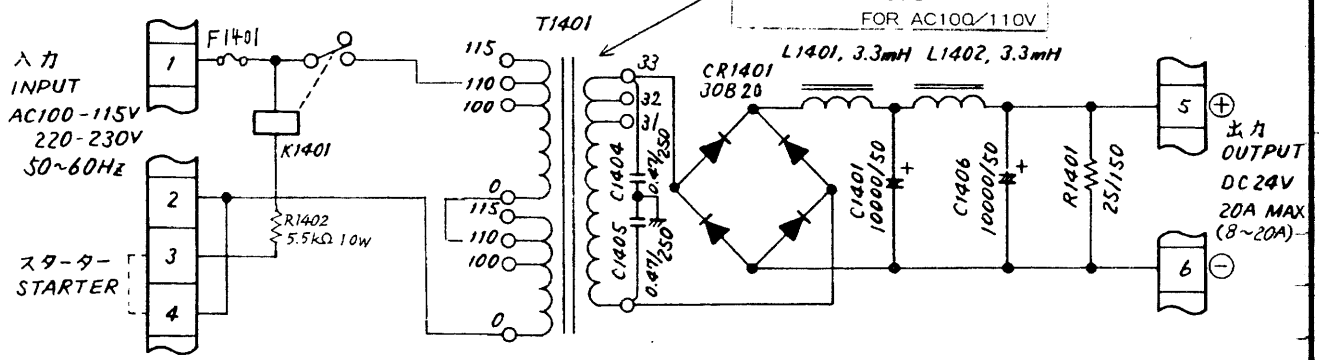 FOR AC100/110V
T1401
入力
INPUT
AC100-115V
220-230V
50~60Hz
1
F1401
K1401
115
110
100
0
115
110
100
0
33
32
31
C1404
0.47/250
C1405
0.47/250
CR1401
30B20
L1401, 3.3mH
L1402, 3.3mH
C1401
10000/50
+
C1406
10000/50
+
R1401
25/150
5
+
出力
OUTPUT
DC 24V
20A MAX
(8~20A)
6
-
2
R1402
5.5kΩ 10W
スターター
STARTER
3
4